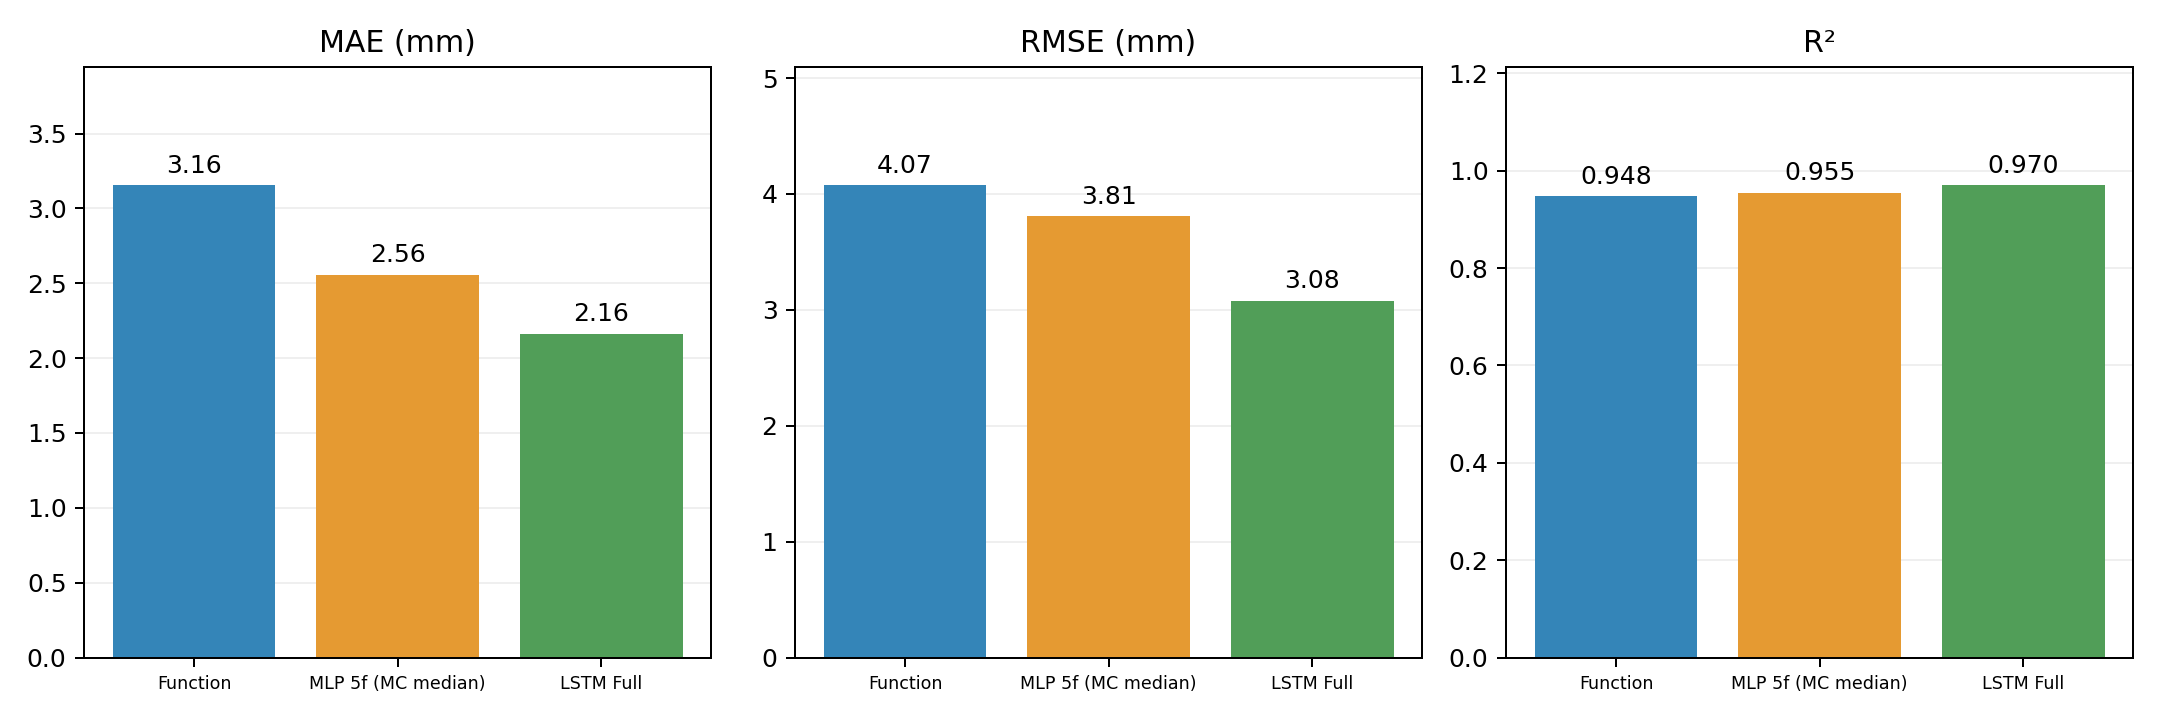 MAE (mm)
3.5
3.0
2.5
2.0
1.5
1.0
0.5
0.0
3.16
2.56
2.16
Function
MLP 5f (MC median)
LSTM Full
RMSE (mm)
5
4
3
2
1
0
4.07
3.81
3.08
Function
MLP 5f (MC median)
LSTM Full
R²
1.2
1.0
0.8
0.6
0.4
0.2
0.0
0.948
0.955
0.970
Function
MLP 5f (MC median)
LSTM Full